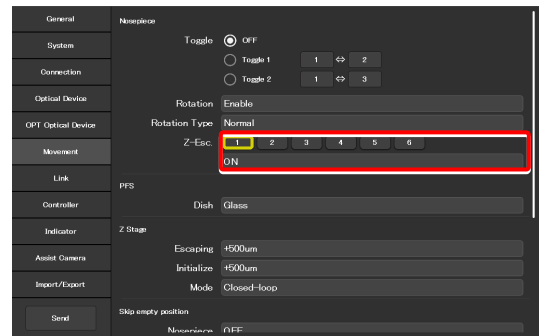 General
System
Connection
Optical Device
OPT Optical Device
Movement
Link
Controller
Indicator
Assist Camera
Import/Export
Send
Nosepiece
Toggle OFF
Toggle 1 1 ⇔ 2
Toggle 2 1 ⇔ 3
Rotation Enable
Rotation Type Normal
Z-Esc. 1 2 3 4 5 6
ON
PFS
Dish Glass
Z Stage
Escaping +500um
Initialize +500um
Mode Closed-loop
Skip empty position
Nosepiece OFF